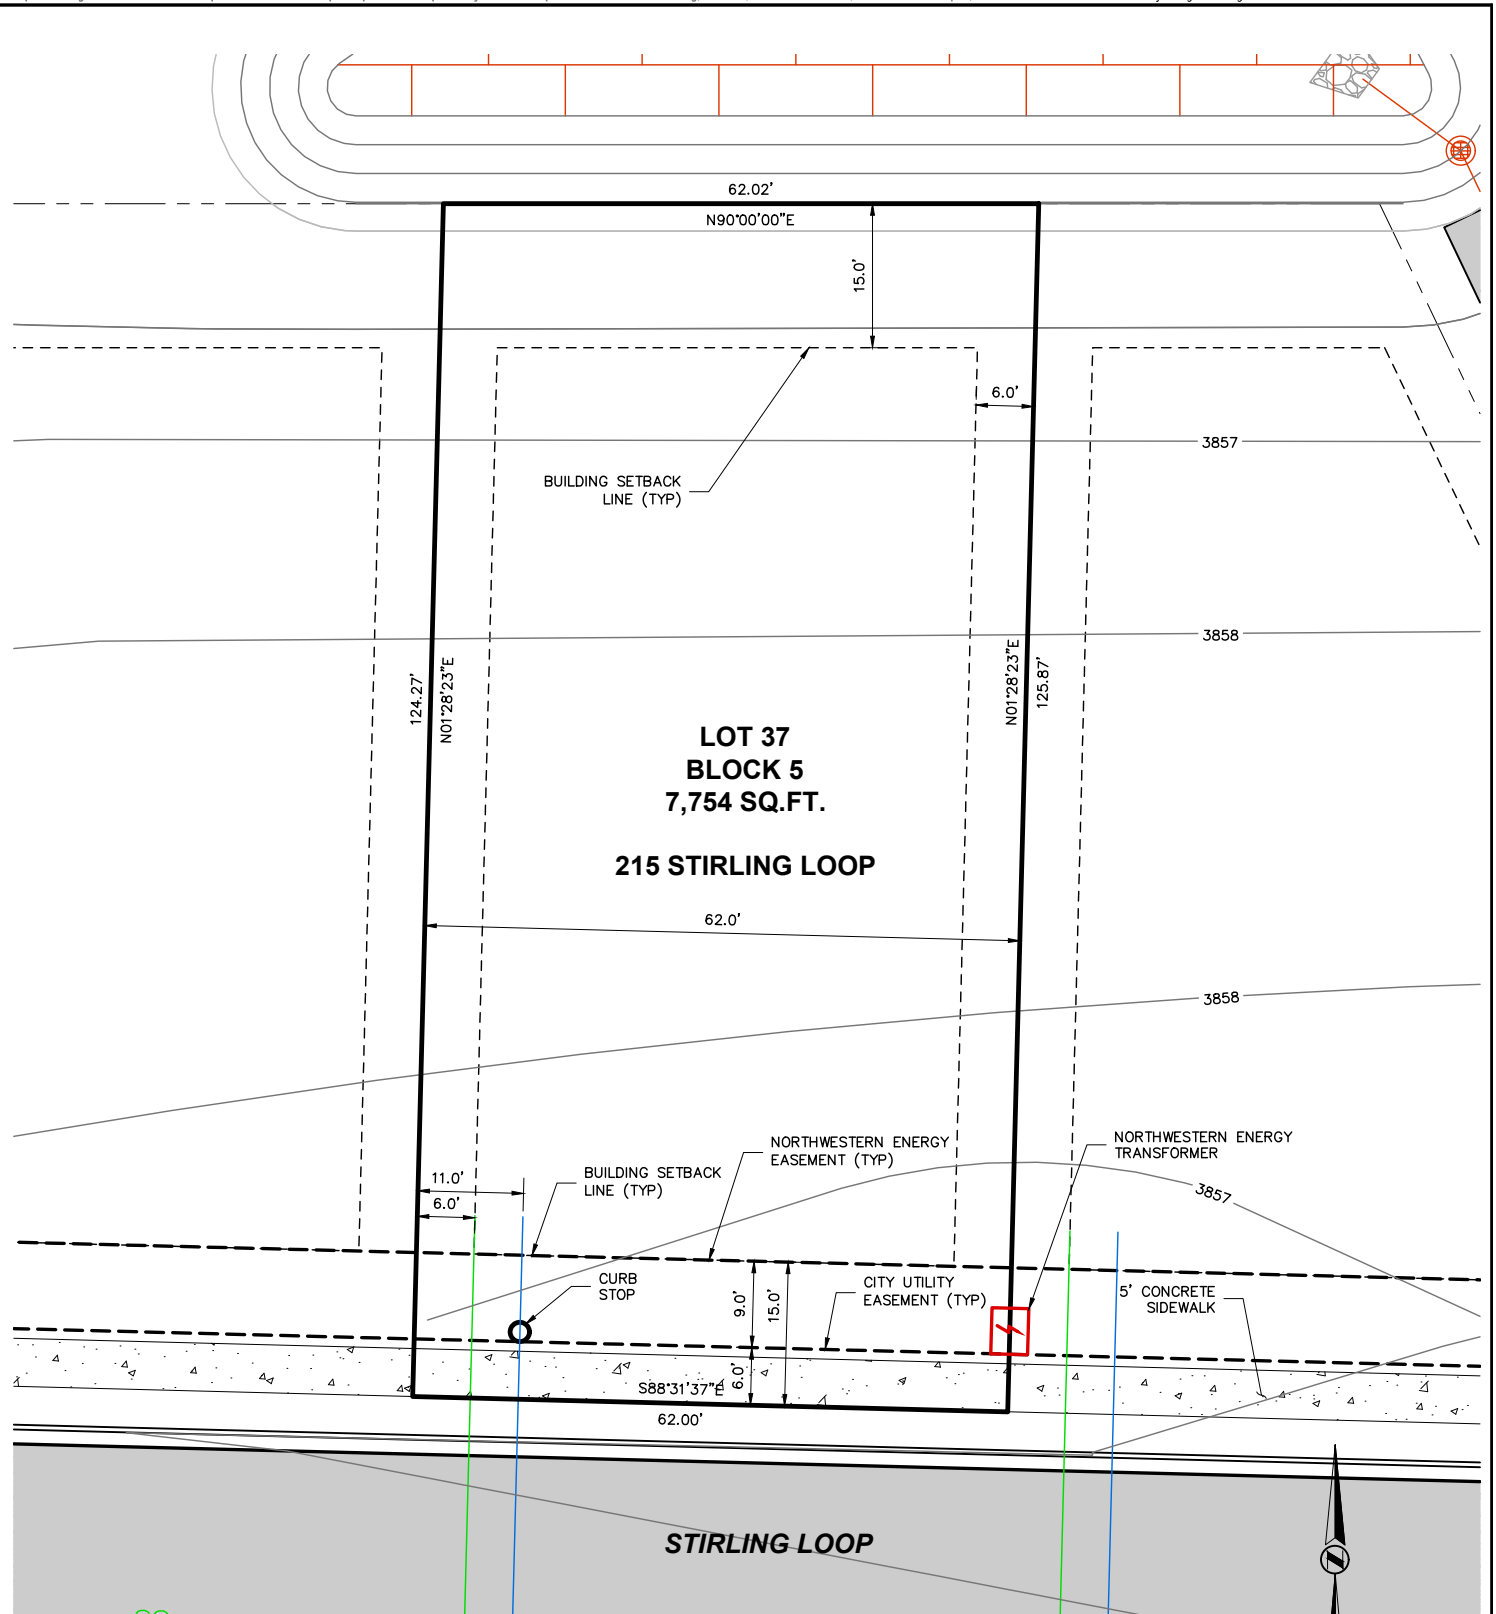 62.02'
N90°00'00"E
15.0'
6.0'
3857
BUILDING SETBACK
LINE (TYP)
3858
124.27'
N01°28'23"E
N01°28'23"E
125.87'
LOT 37
BLOCK 5
7,754 SQ.FT.
215 STIRLING LOOP
62.0'
3858
NORTHWESTERN ENERGY
EASEMENT (TYP)
NORTHWESTERN ENERGY
TRANSFORMER
BUILDING SETBACK
LINE (TYP)
11.0'
6.0'
3857
CURB
STOP
9.0'
15.0'
CITY UTILITY
EASEMENT (TYP)
5' CONCRETE
SIDEWALK
6.0'
S88°31'37"E
62.00'
STIRLING LOOP